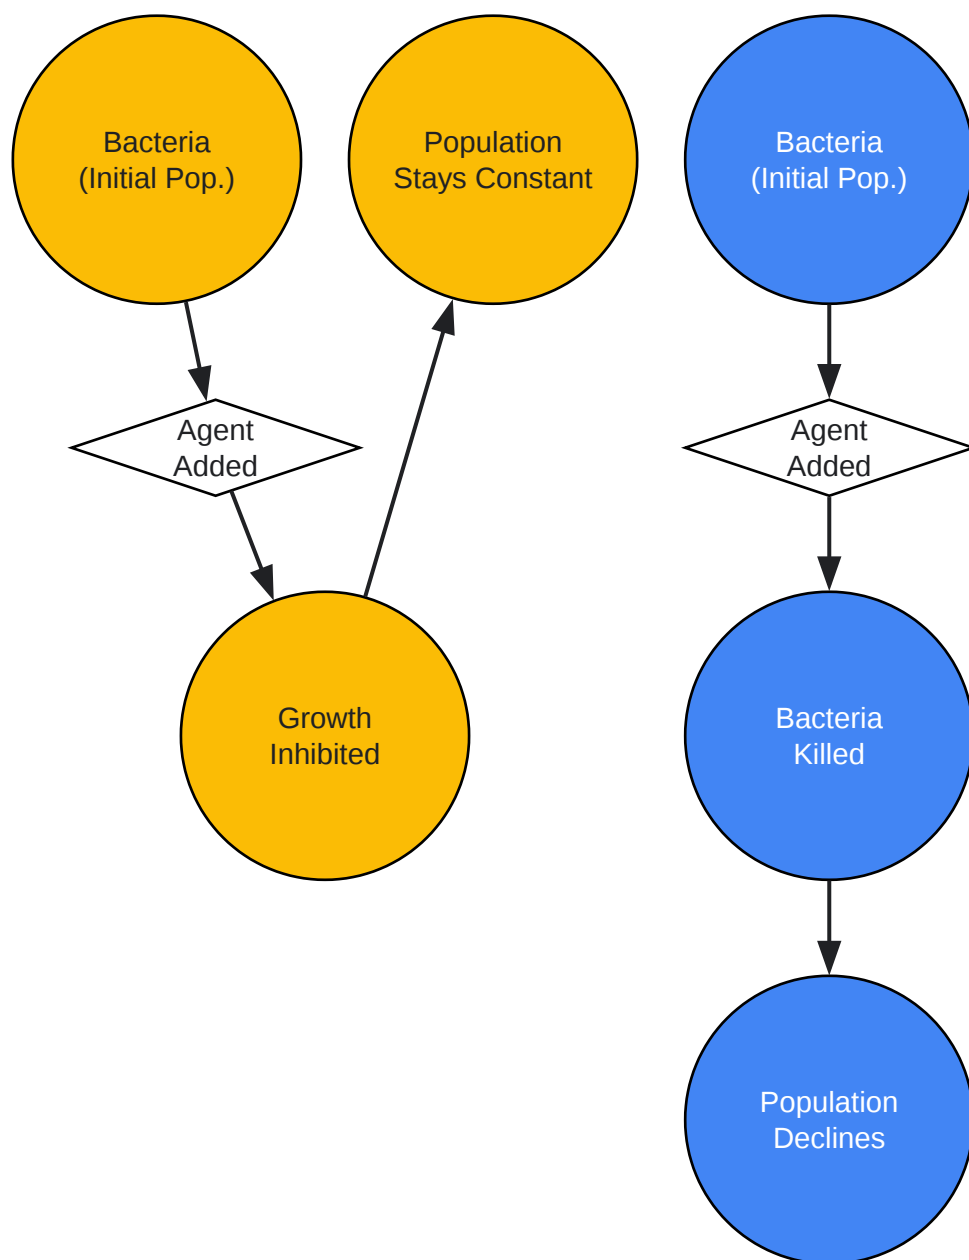 Bacteria
(Initial Pop.)
Population
Stays Constant
Bacteria
(Initial Pop.)
Agent
Added
Agent
Added
Growth
Inhibited
Bacteria
Killed
Population
Declines